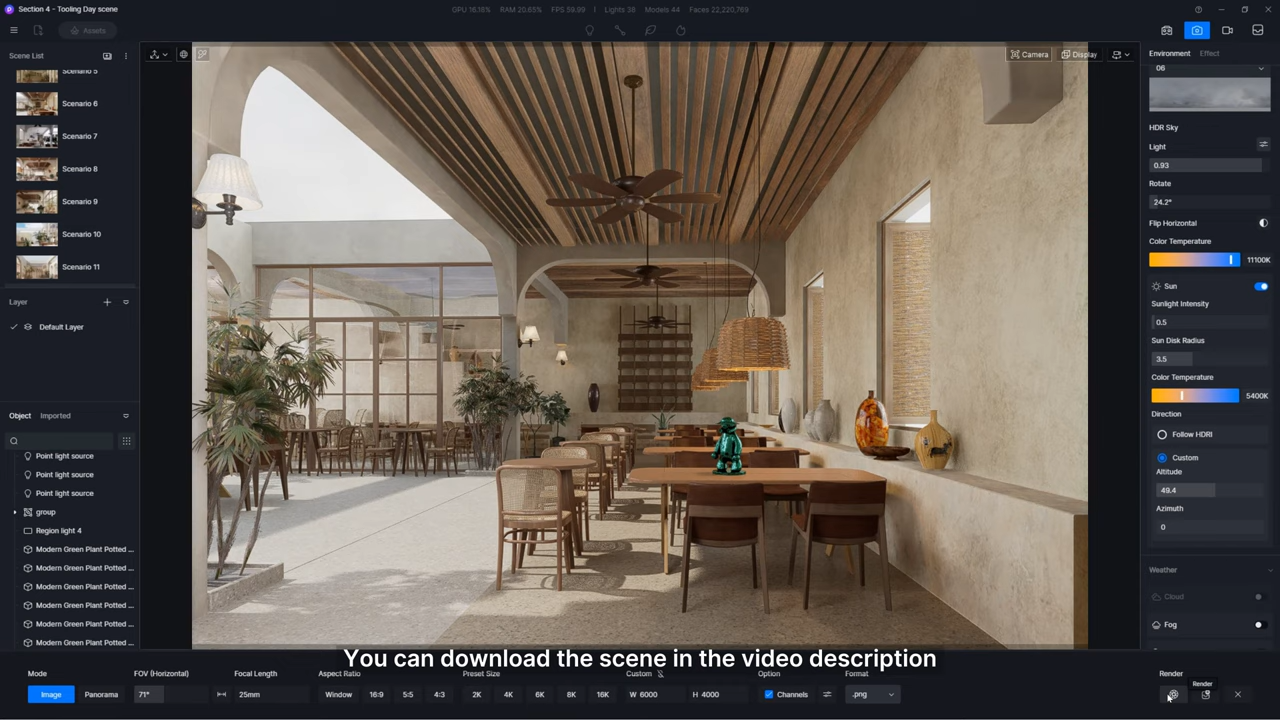 Section 4 - Tooling Day scene
GPU 16.16% RAM 20.65% FPS 59.99 | Lights 38 Models 44 Faces 22,220,769
Assets
Scene List
Scenario 5
Scenario 6
Scenario 7
Scenario 8
Scenario 9
Scenario 10
Scenario 11
Layer
Default Layer
Object Imported
Point light source
Point light source
Point light source
group
Region light 4
Modern Green Plant Potted ...
Modern Green Plant Potted ...
Modern Green Plant Potted ...
Modern Green Plant Potted ...
Modern Green Plant Potted ...
Modern Green Plant Potted ...
Camera Display
Environment Effect
06
HDR Sky
Light
0.93
Rotate
24.2°
Flip Horizontal
Color Temperature
11100K
Sun
Sunlight Intensity
0.5
Sun Disk Radius
3.5
Color Temperature
5400K
Direction
Follow HDRI
Custom
Altitude
49.4
Azimuth
0
Weather
Cloud
Fog
You can download the scene in the video description
Mode FOV (Horizontal) Focal Length Aspect Ratio Preset Size Custom Option Format Render
Image Panorama 71° 25mm Window 16:9 5:5 4:3 2K 4K 6K 8K 16K W 6000 H 4000 Channels .png
Render